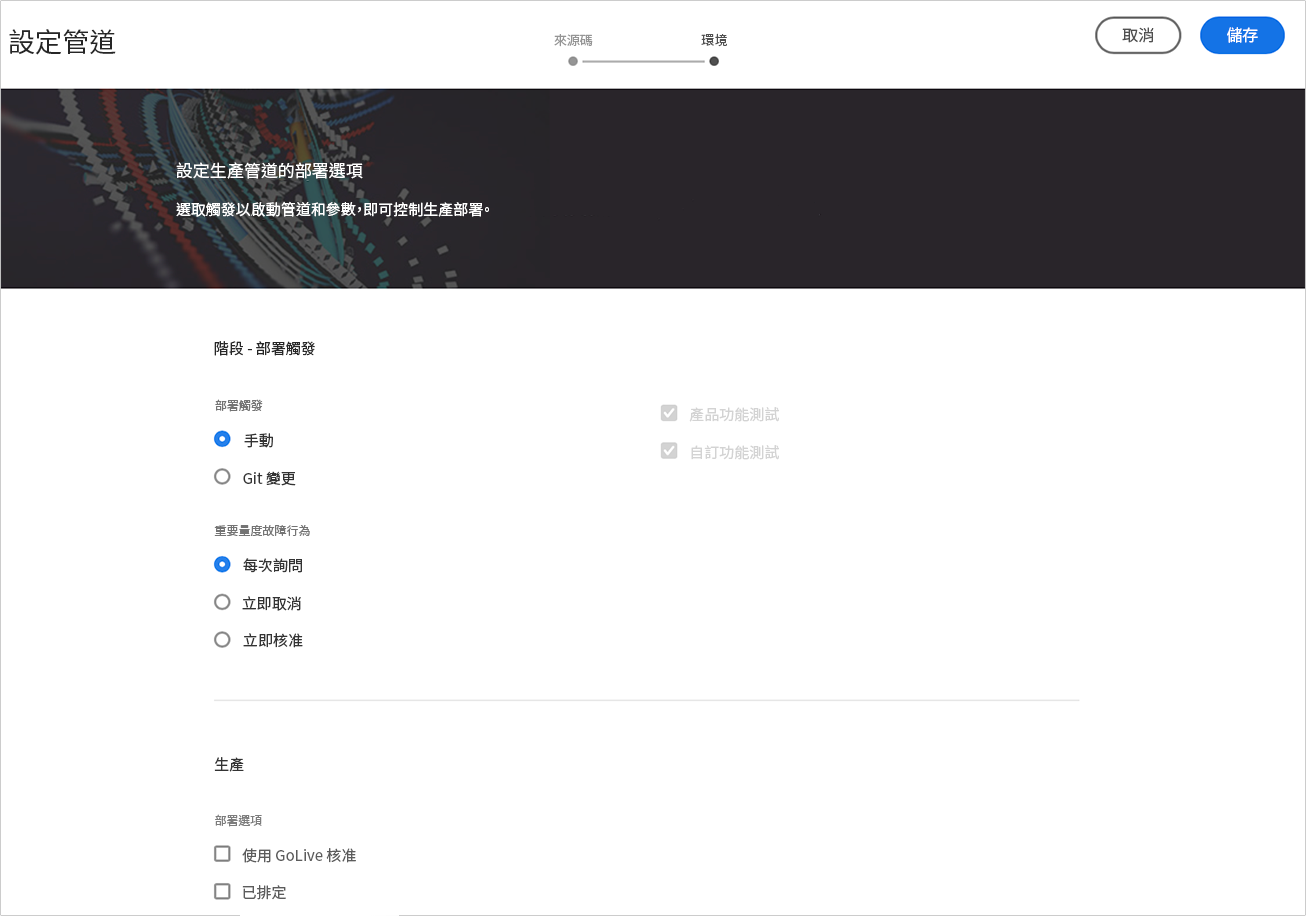 設定管道
來源碼
環境
取消
儲存
設定生產管道的部署選項
選取觸發以啟動管道和參數，即可控制生產部署。
階段 - 部署觸發
部署觸發
手動
Git 變更
產品功能測試
自訂功能測試
重要量度故障行為
每次詢問
立即取消
立即核准
生產
部署選項
使用 GoLive 核准
已排定